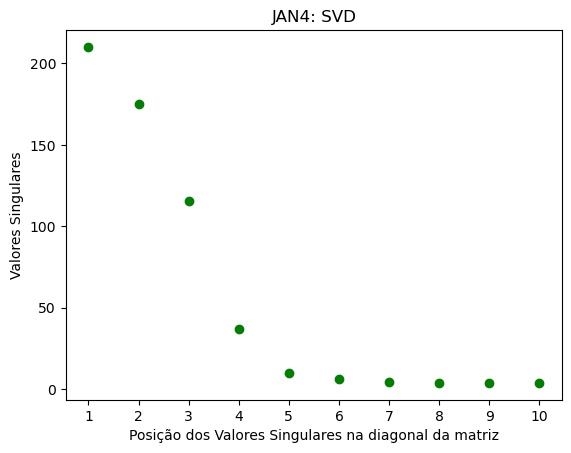 JAN4: SVD
200
150
100
50
0
Valores Singulares
1 2 3 4 5 6 7 8 9 10
Posição dos Valores Singulares na diagonal da matriz